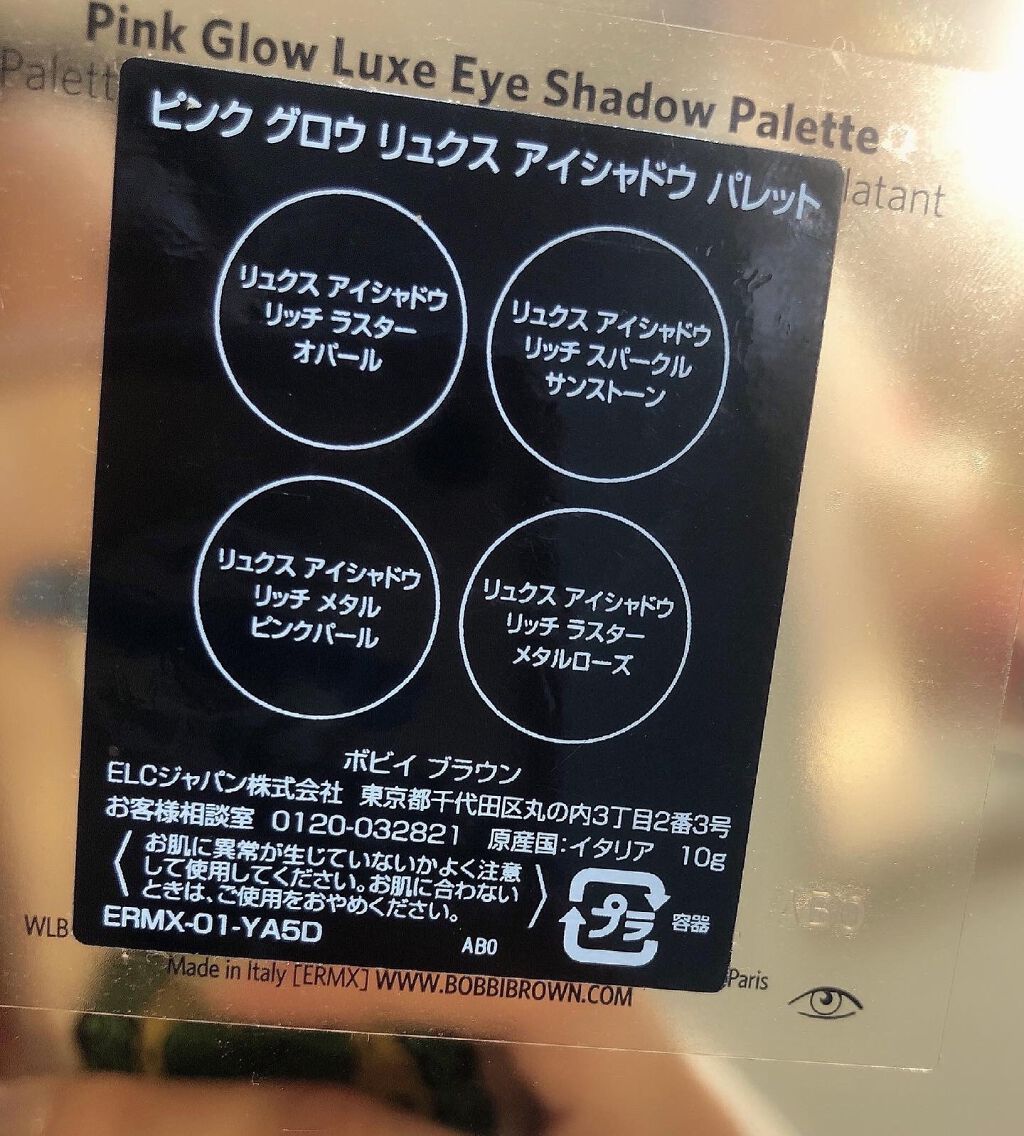 Pink Glow Luxe Eye Shadow Palette
Palett
latant
ピンク グロウ リュクス アイシャドウ パレット
リュクス アイシャドウ
リッチ ラスター
オパール
リュクス アイシャドウ
リッチ スパークル
サンストーン
リュクス アイシャドウ
リッチ メタル
ピンクパール
リュクス アイシャドウ
リッチ ラスター
メタルローズ
ボビイ ブラウン
ELCジャパン株式会社 東京都千代田区丸の内3丁目2番3号
お客様相談室 0120-032821 原産国:イタリア 10g
お肌に異常が生じていないかよく注意
して使用してください。お肌に合わない
ときは、ご使用をおやめください。
プラ
容器
ERMX-01-YA5D
AB0
WLB
Made in Italy [ERMX] WWW.BOBBIBROWN.COM
Paris